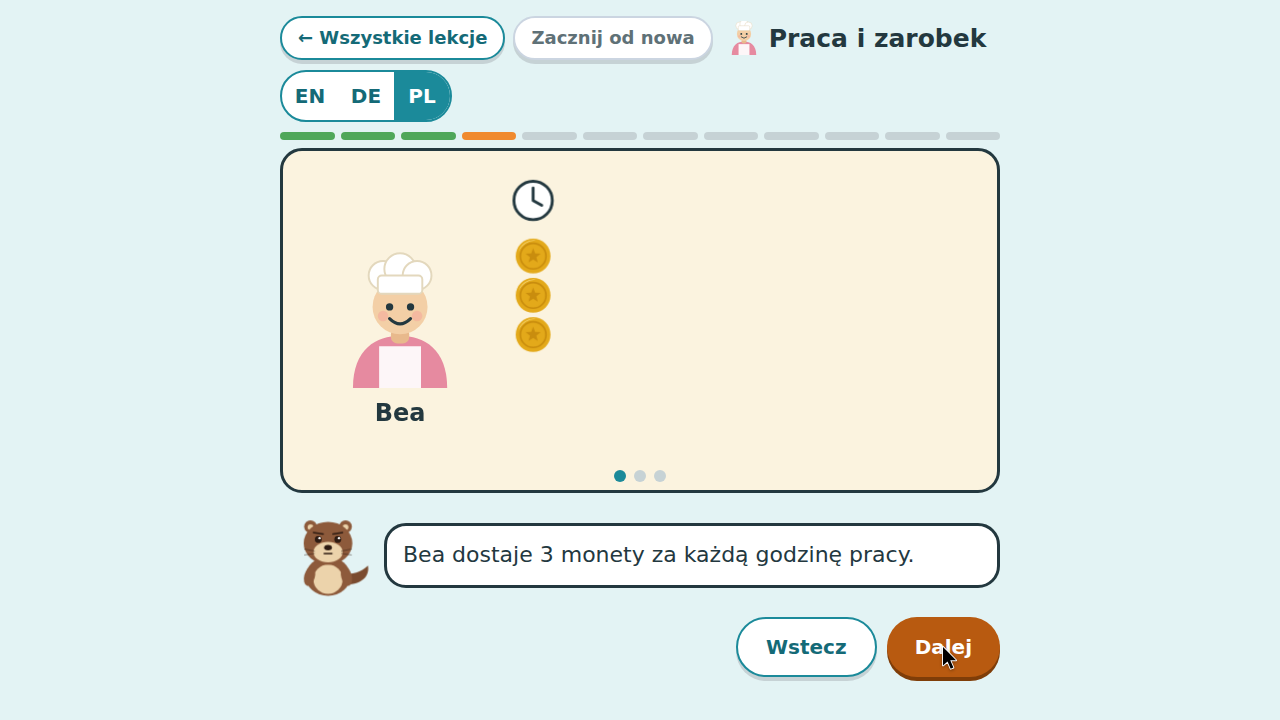 ← Wszystkie lekcje
Zacznij od nowa
Praca i zarobek
EN DE PL
Bea
Bea dostaje 3 monety za każdą godzinę pracy.
Wstecz
Dalej